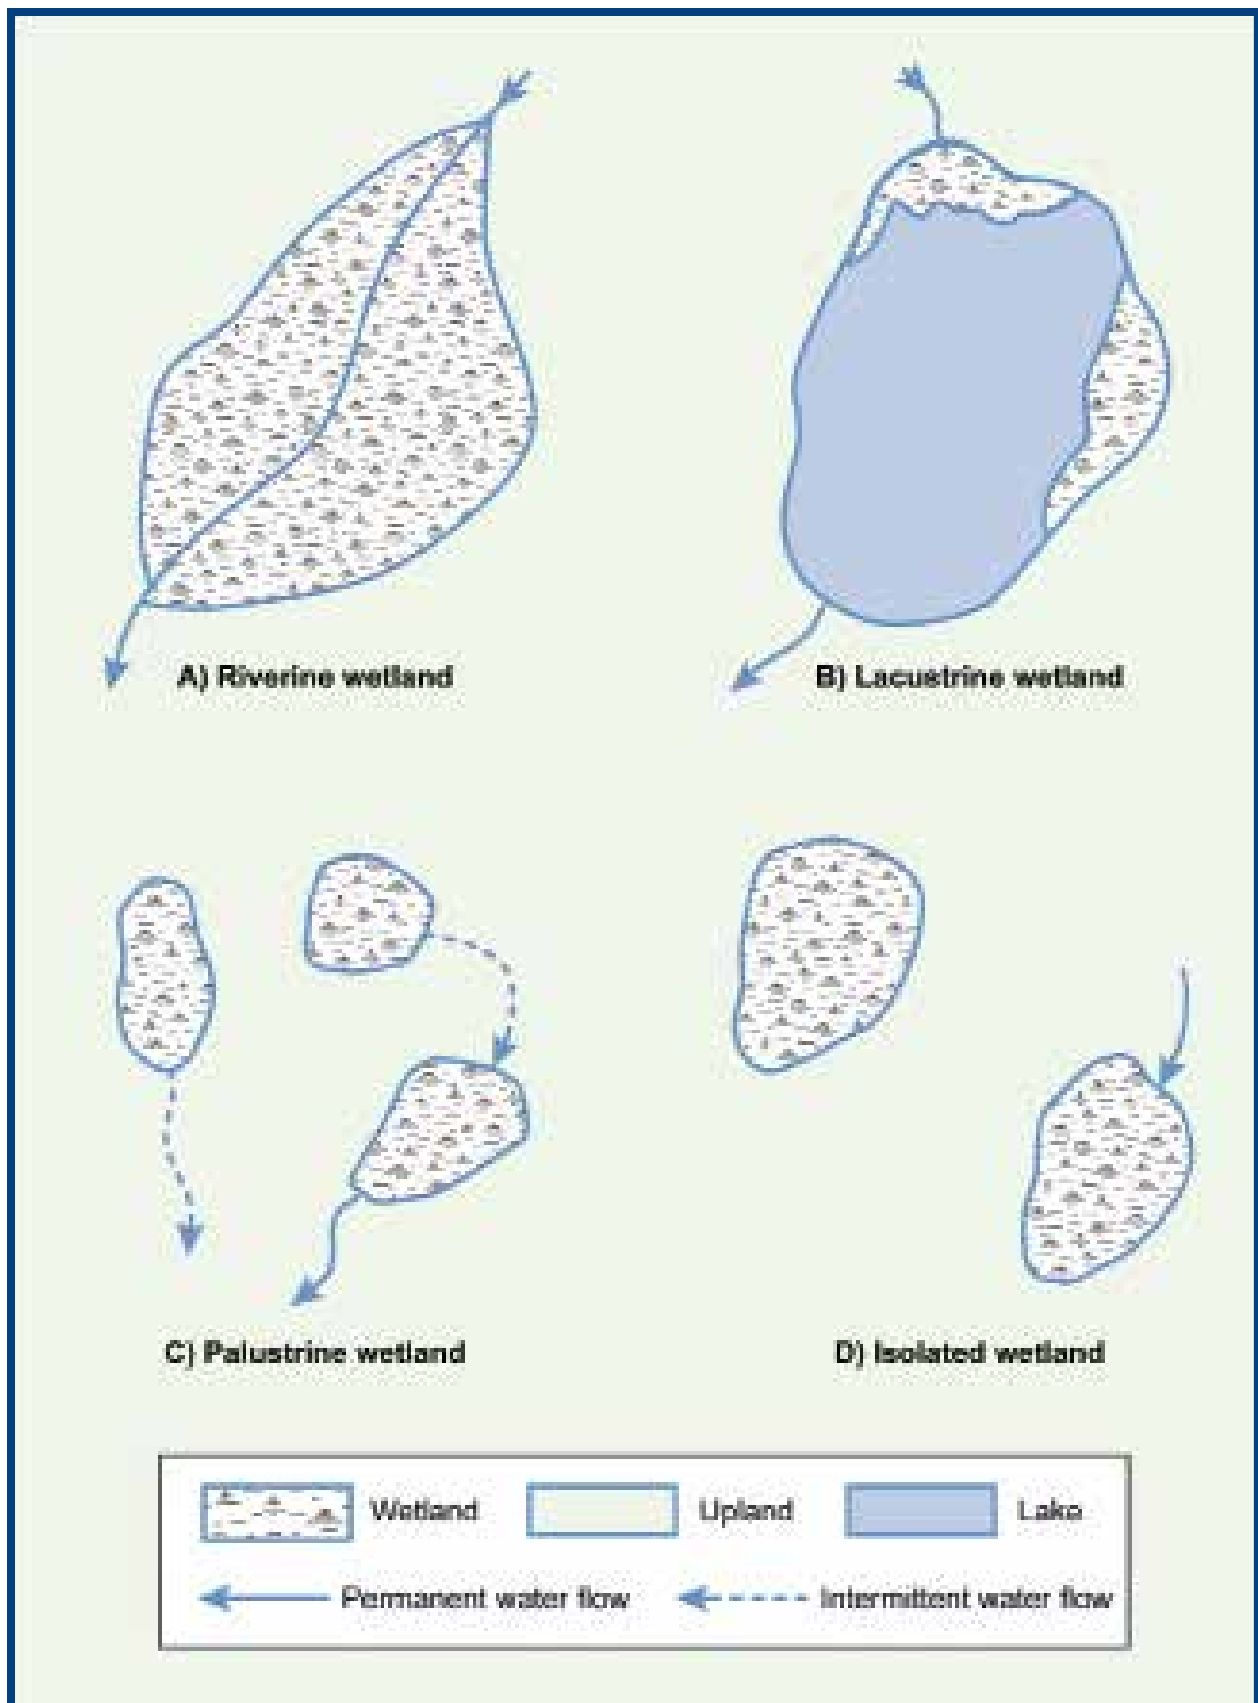 A) Riverine wetland
B) Lacustrine wetland
C) Palustrine wetland
D) Isolated wetland
Wetland
Upland
Lake
Permanent water flow
Intermittent water flow